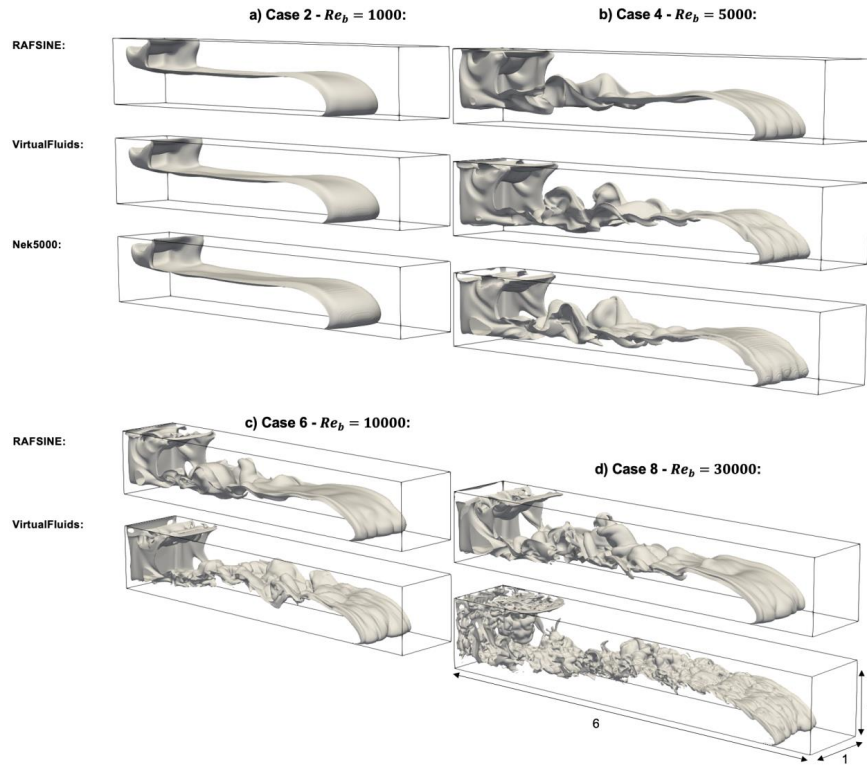 a) Case 2 - Re_b = 1000:
b) Case 4 - Re_b = 5000:
RAFSINE:
VirtualFluids:
Nek5000:
c) Case 6 - Re_b = 10000:
RAFSINE:
d) Case 8 - Re_b = 30000:
VirtualFluids:
6
1